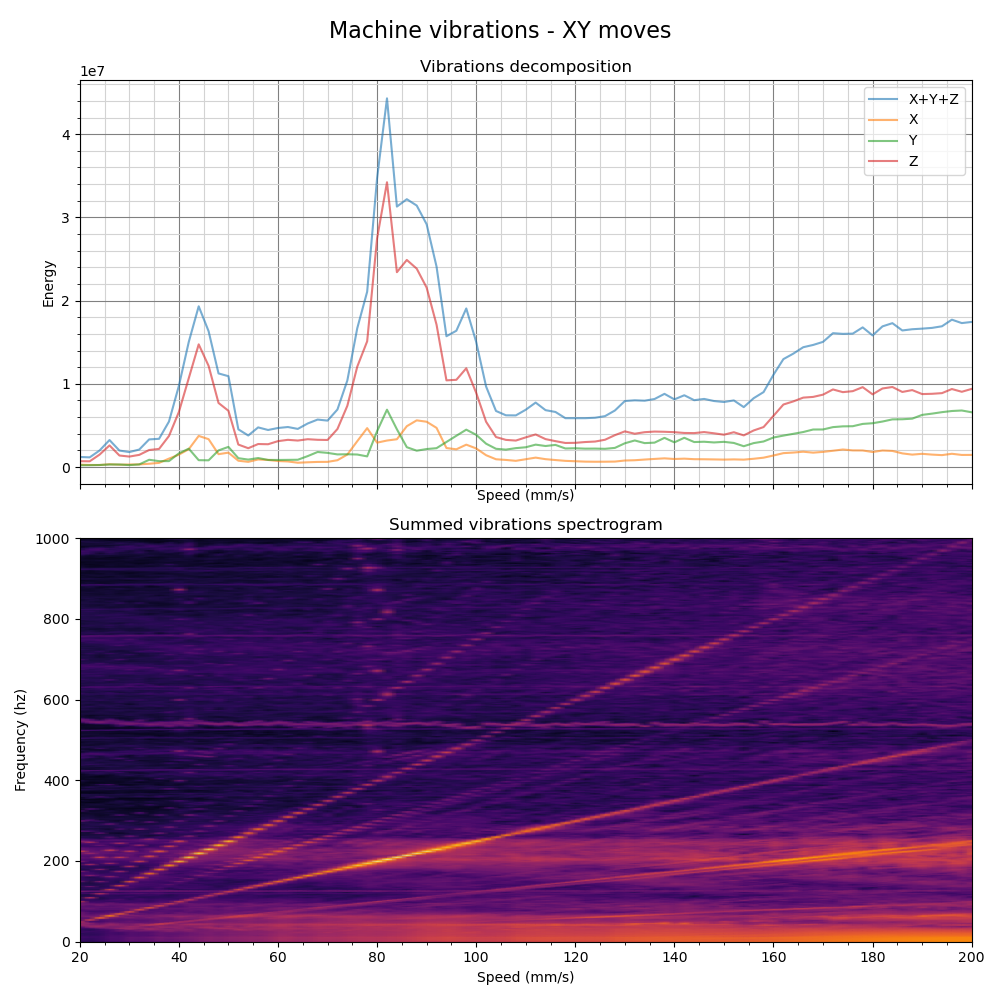 Machine vibrations - XY moves
Vibrations decomposition
1e7
X+Y+Z
X
Y
Z
4
3
2
1
0
Energy
Speed (mm/s)
Summed vibrations spectrogram
1000
800
600
400
200
0
Frequency (hz)
20 40 60 80 100 120 140 160 180 200
Speed (mm/s)